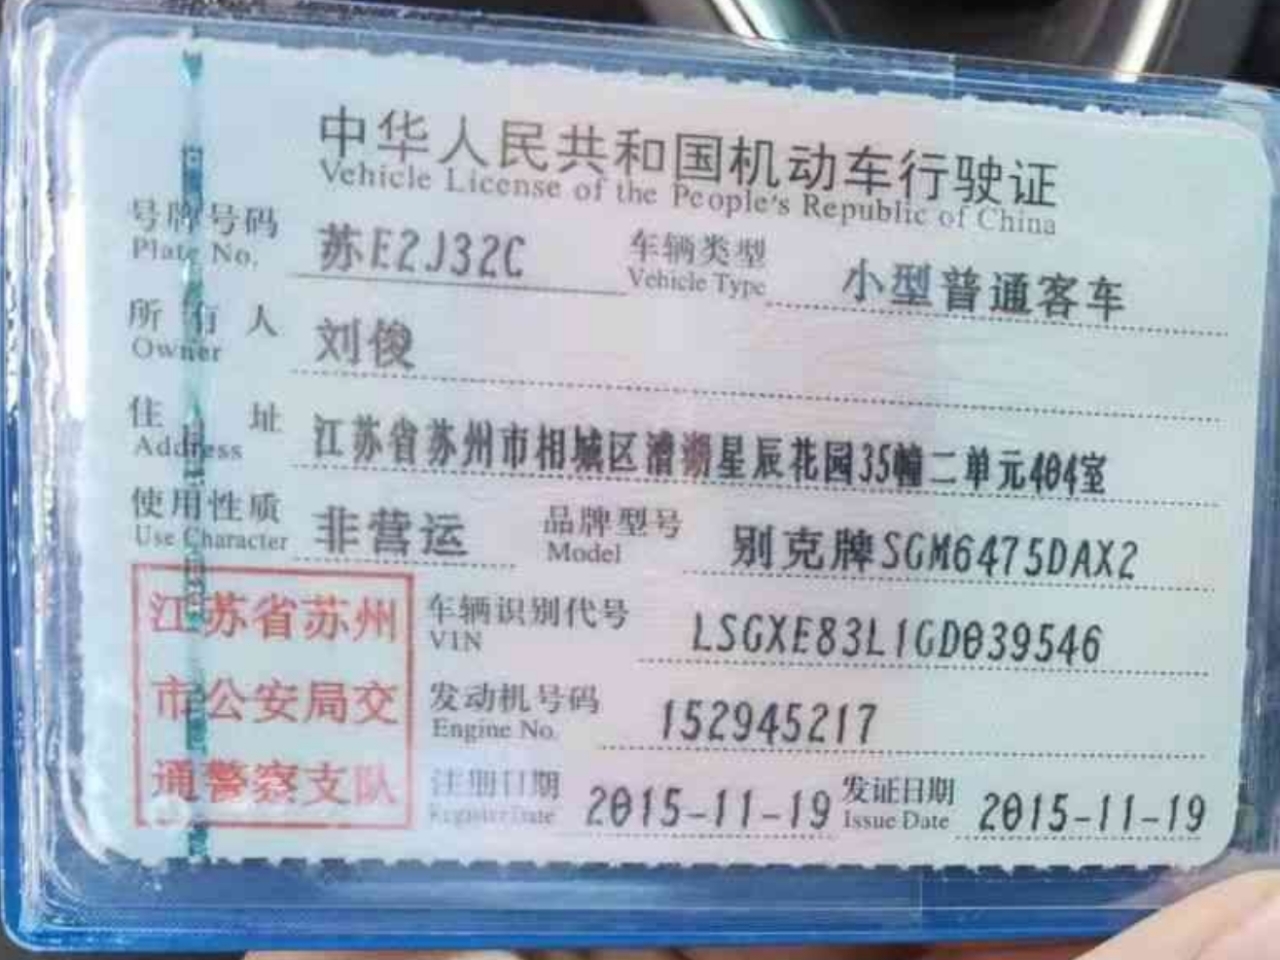 中华人民共和国机动车行驶证
Vehicle License of the People's Republic of China
号牌号码 苏E2J32C 车辆类型 小型普通客车
Plate No. Vehicle Type
所有人 刘俊
Owner
住址 江苏省苏州市相城区漕湖星辰花园35幢二单元404室
Address
使用性质 非营运 品牌型号 别克牌SGM6475DAX2
Use Character Model
江苏省苏州
市公安局交
通警察支队
车辆识别代号 LSGXE83L1GD039546
VIN
发动机号码 152945217
Engine No.
注册日期 2015-11-19 发证日期 2015-11-19
Register Date Issue Date